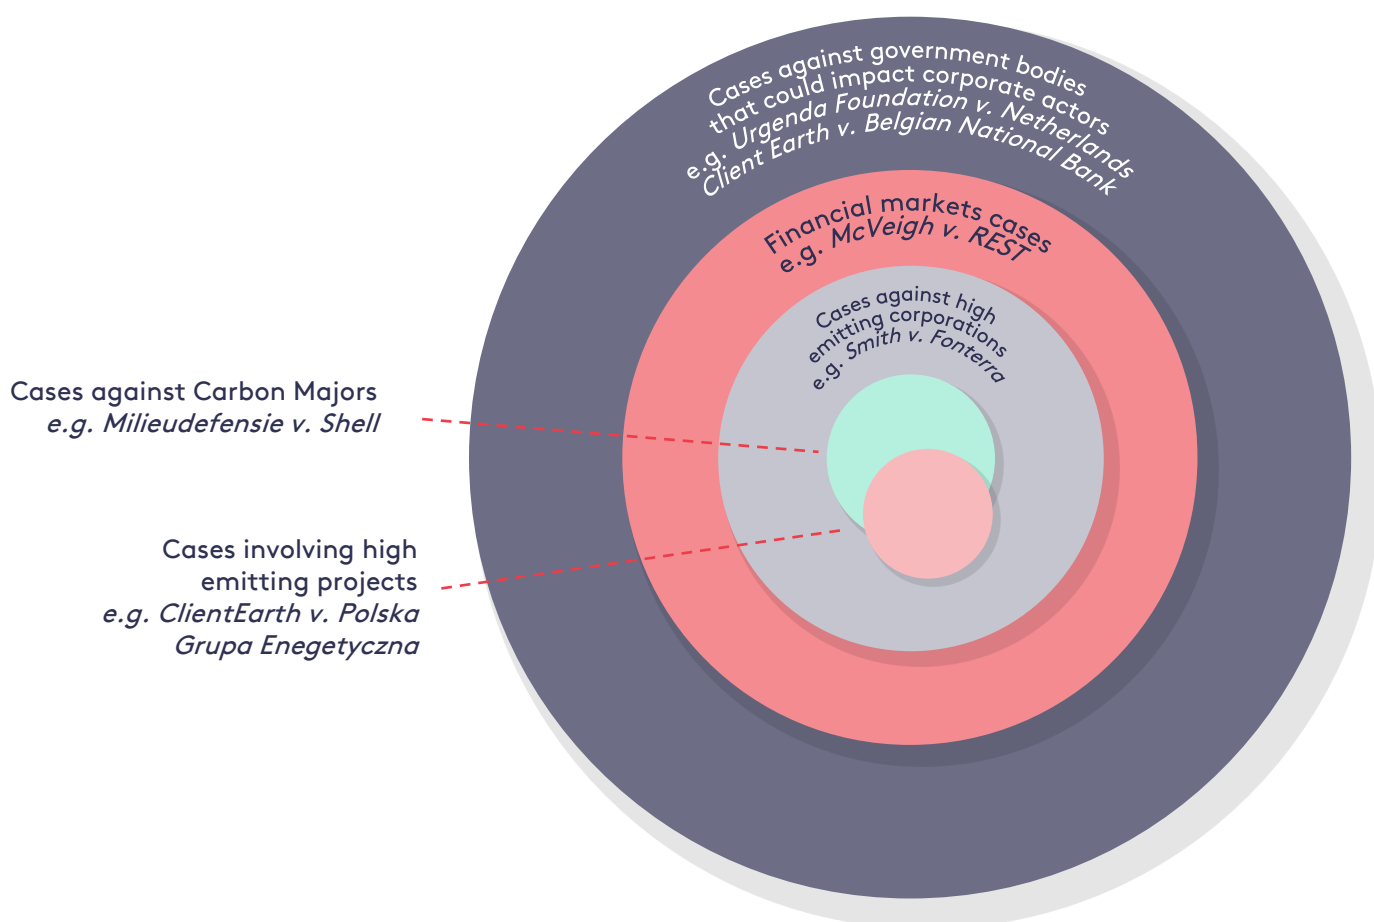 Cases against government bodies
that could impact corporate actors
e.g. Urgenda Foundation v. Netherlands
Client Earth v. Belgian National Bank
Financial markets cases
e.g. McVeigh v. REST
Cases against high
emitting corporations
e.g. Smith v. Fonterra
Cases against Carbon Majors
e.g. Milieudefensie v. Shell
Cases involving high
emitting projects
e.g. ClientEarth v. Polska
Grupa Enegetyczna